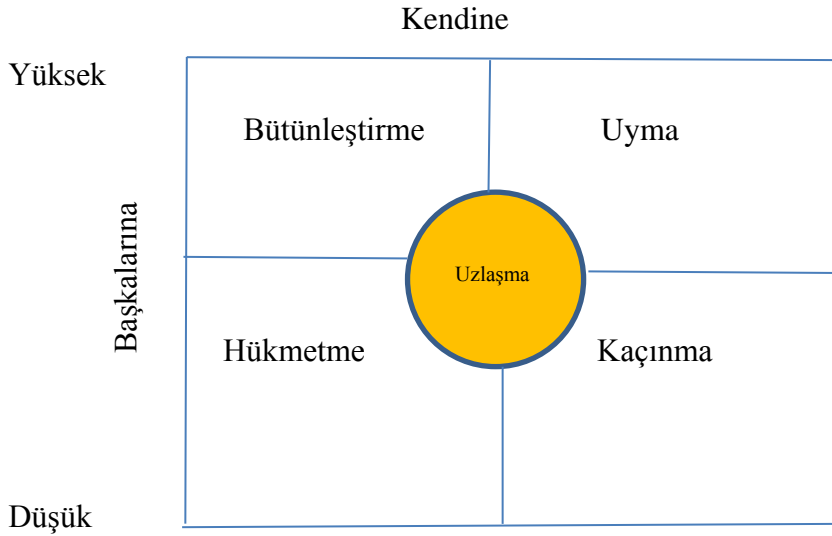 Kendine
Yüksek
Bütünleştirme
Uyma
Başkalarına
Uzlaşma
Hükmetme
Kaçınma
Düşük